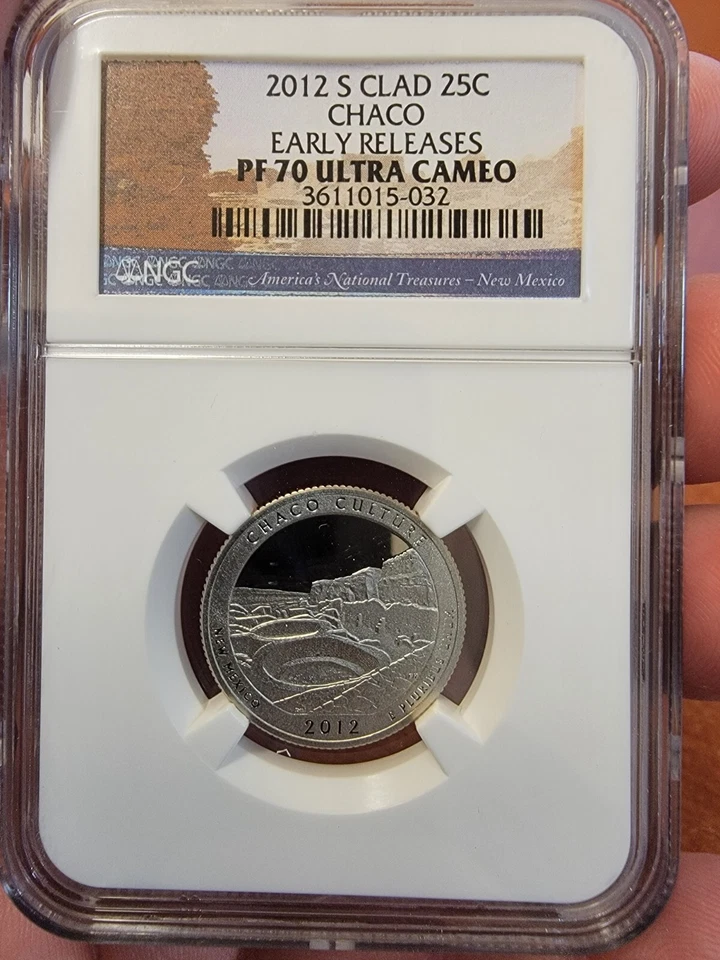 2012 S CLAD 25C
CHACO
EARLY RELEASES
PF 70 ULTRA CAMEO
3611015-032
NGC America's National Treasures – New Mexico
CHACO CULTURE
NEW MEXICO
2012
E PLURIBUS UNUM